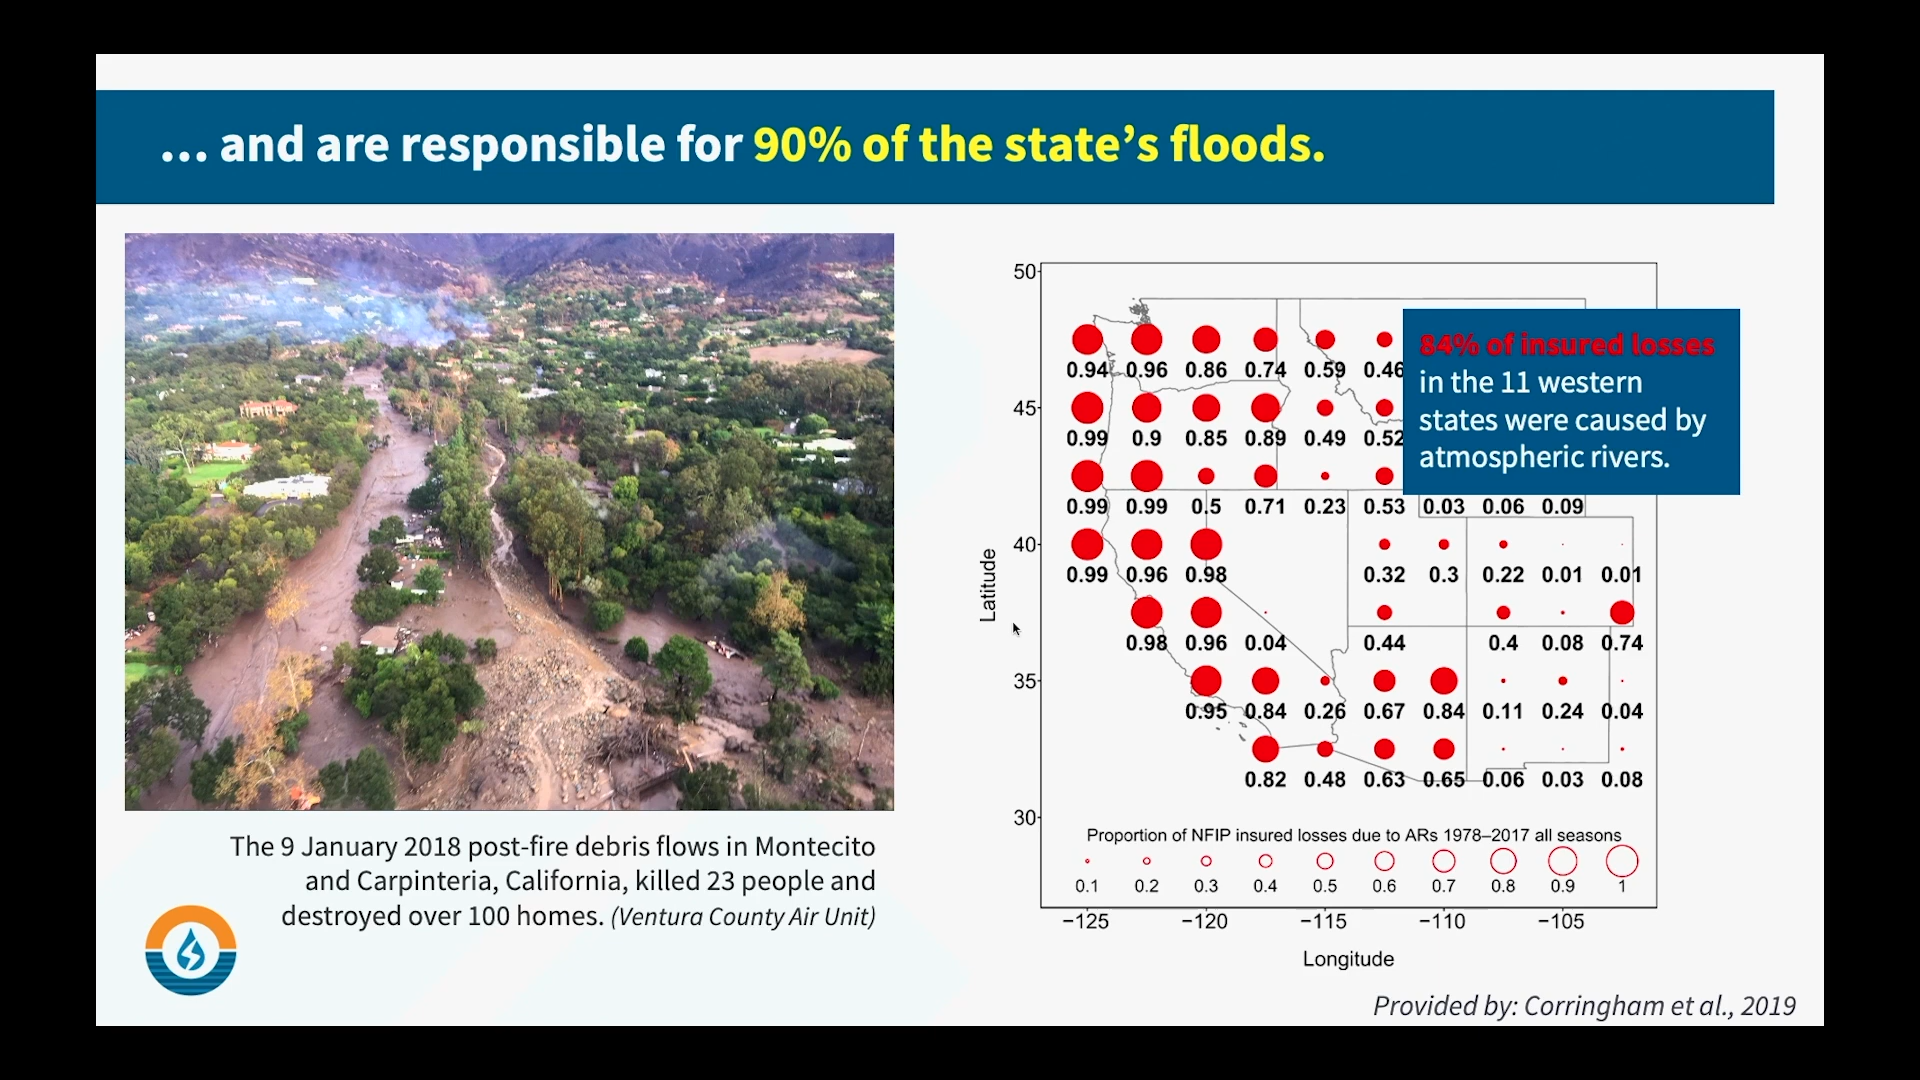 ... and are responsible for 90% of the state's floods.
The 9 January 2018 post-fire debris flows in Montecito
and Carpinteria, California, killed 23 people and
destroyed over 100 homes. (Ventura County Air Unit)
84% of insured losses
in the 11 western
states were caused by
atmospheric rivers.
Latitude
50
45
40
35
30
0.94 0.96 0.86 0.74 0.59 0.46
0.99 0.9 0.85 0.89 0.49 0.52
0.99 0.99 0.5 0.71 0.23 0.53 0.03 0.06 0.09
0.99 0.96 0.98 0.32 0.3 0.22 0.01 0.01
0.98 0.96 0.04 0.44 0.4 0.08 0.74
0.95 0.84 0.26 0.67 0.84 0.11 0.24 0.04
0.82 0.48 0.63 0.65 0.06 0.03 0.08
Proportion of NFIP insured losses due to ARs 1978–2017 all seasons
0.1 0.2 0.3 0.4 0.5 0.6 0.7 0.8 0.9 1
−125 −120 −115 −110 −105
Longitude
Provided by: Corringham et al., 2019